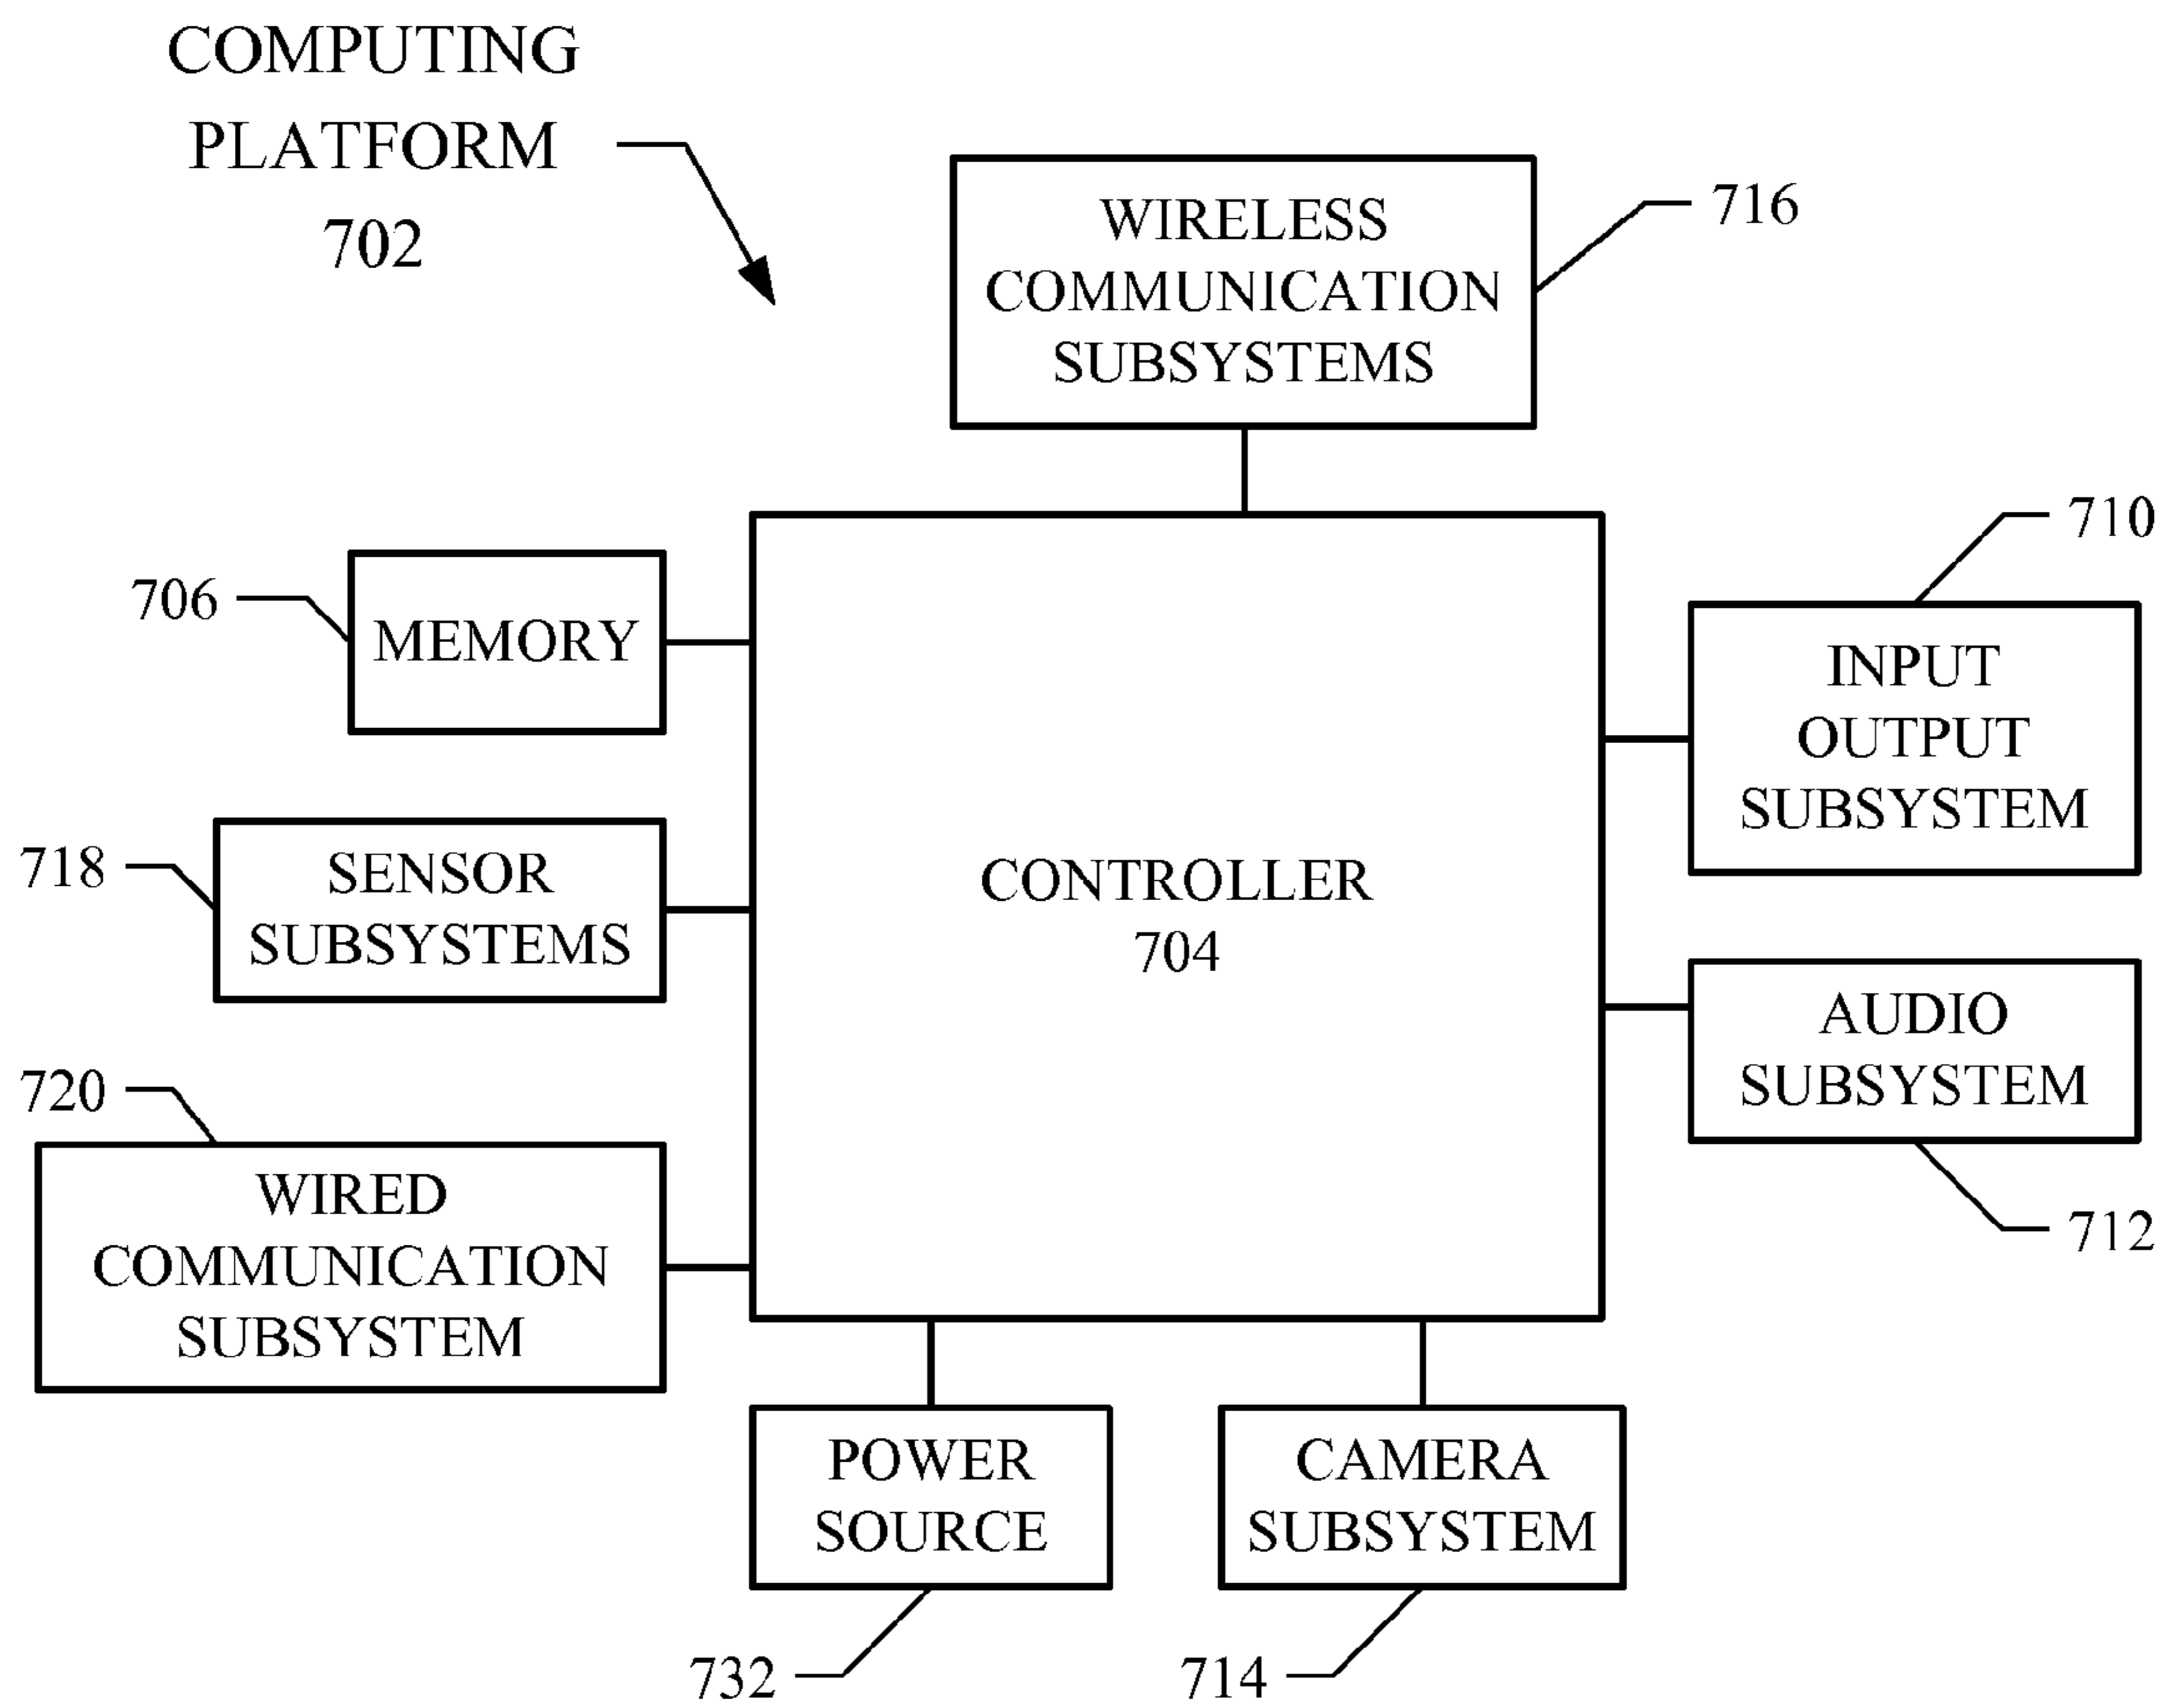 COMPUTING
PLATFORM
702
WIRELESS
COMMUNICATION
SUBSYSTEMS
716
710
706
MEMORY
INPUT
OUTPUT
SUBSYSTEM
718
SENSOR
SUBSYSTEMS
CONTROLLER
704
AUDIO
SUBSYSTEM
720
WIRED
COMMUNICATION
SUBSYSTEM
712
POWER
SOURCE
CAMERA
SUBSYSTEM
732
714